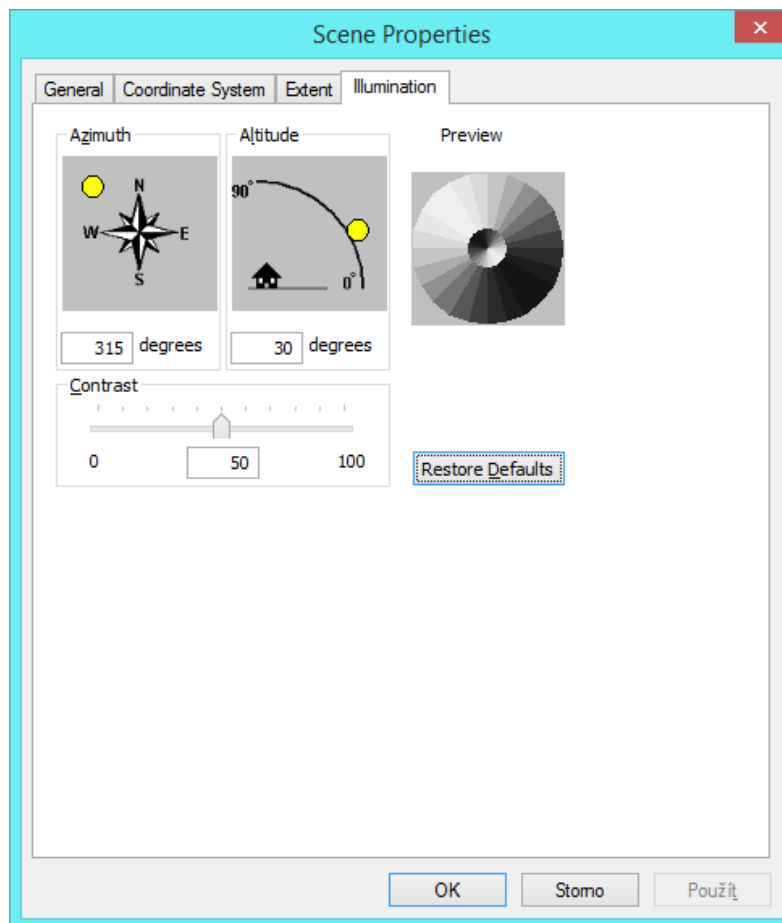 Scene Properties
General Coordinate System Extent Illumination
Azimuth Altitude Preview
N
W E
S
90°
0°
315 degrees 30 degrees
Contrast
0 50 100
Restore Defaults
OK Storno Použít